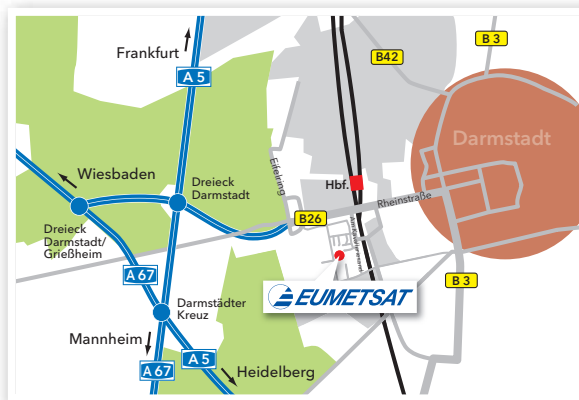 B 3
Frankfurt
B42
A 5
Darmstadt
Wiesbaden
Eifelring
Hbf.
Dreieck
Darmstadt
Rheinstraße
B26
Dreieck
Darmstadt/
Grießheim
A 67
B 3
EUMETSAT
Darmstädter
Kreuz
Mannheim
A 5
A 67
Heidelberg